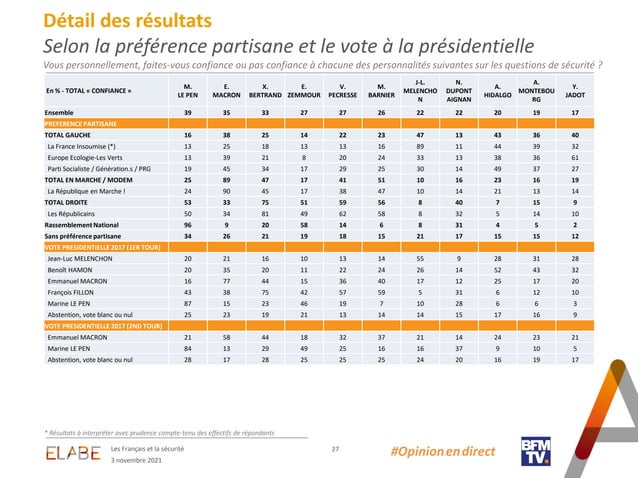 Détail des résultats
Selon la préférence partisane et le vote à la présidentielle
Vous personnellement, faites-vous confiance ou pas confiance à chacune des personnalités suivantes sur les questions de sécurité ?
En % - TOTAL « CONFIANCE » M. LE PEN E. MACRON X. BERTRAND E. ZEMMOUR V. PECRESSE M. BARNIER J-L. MELENCHO N N. DUPONT AIGNAN A. HIDALGO A. MONTEBOU RG Y. JADOT
Ensemble 39 35 33 27 27 26 22 22 20 19 17
PREFERENCE PARTISANE
TOTAL GAUCHE 16 38 25 14 22 23 47 13 43 36 40
La France Insoumise (*) 13 25 18 13 13 16 89 11 44 39 32
Europe Ecologie-Les Verts 13 39 21 8 20 24 33 13 38 36 61
Parti Socialiste / Génération.s / PRG 19 45 34 17 29 25 30 14 49 37 27
TOTAL EN MARCHE / MODEM 25 89 47 17 41 51 10 16 23 16 19
La République en Marche ! 24 90 45 17 38 47 10 14 21 13 14
TOTAL DROITE 53 33 75 51 59 56 8 40 7 15 9
Les Républicains 50 34 81 49 62 58 8 32 5 14 10
Rassemblement National 96 9 20 58 14 6 8 31 4 5 2
Sans préférence partisane 34 26 21 19 18 15 21 17 15 15 12
VOTE PRESIDENTIELLE 2017 (1ER TOUR)
Jean-Luc MELENCHON 20 21 16 10 13 14 55 9 28 31 28
Benoît HAMON 20 35 20 11 22 24 26 14 52 43 32
Emmanuel MACRON 16 77 44 15 36 40 17 12 25 17 20
François FILLON 43 38 75 42 57 59 5 31 6 12 10
Marine LE PEN 87 15 23 46 19 7 10 28 6 6 3
Abstention, vote blanc ou nul 25 23 19 21 13 14 14 15 17 16 9
VOTE PRESIDENTIELLE 2017 (2ND TOUR)
Emmanuel MACRON 21 58 44 18 32 37 21 14 24 23 21
Marine LE PEN 84 13 29 49 25 16 16 37 9 10 5
Abstention, vote blanc ou nul 28 17 28 25 25 25 24 20 16 19 17
* Résultats à interpréter avec prudence compte-tenu des effectifs de répondants
ELABE Les Français et la sécurité 27 #Opinion en direct BFM TV.
3 novembre 2021